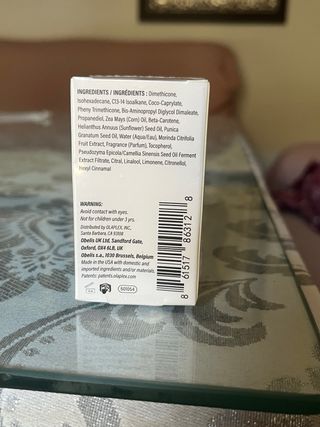 INGREDIENTS / INGRÉDIENTS : Dimethicone,
Isohexadecane, C13-14 Isoalkane, Coco-Caprylate,
Phenyl Trimethicone, Bis-Aminopropyl Diglycol Dimaleate,
Propanediol, Zea Mays (Corn) Oil, Beta-Carotene,
Helianthus Annuus (Sunflower) Seed Oil, Punica
Granatum Seed Oil, Water (Aqua/Eau), Morinda Citrifolia
Fruit Extract, Fragrance (Parfum), Tocopherol,
Pseudozyma Epicola/Camellia Sinensis Seed Oil Ferment
Extract Filtrate, Citral, Linalool, Limonene, Citronellol,
Hexyl Cinnamal
WARNING:
Avoid contact with eyes.
Not for children under 3 yrs.
Distributed by OLAPLEX, INC.
Santa Barbara, CA 93108
Obelis UK Ltd, Sandford Gate,
Oxford, OX4 6LB, UK
Obelis s.a., 1030 Brussels, Belgium
Made in the USA with domestic and
imported ingredients and/or materials.
Patents: patents.olaplex.com
501054
8 61517 86312 8